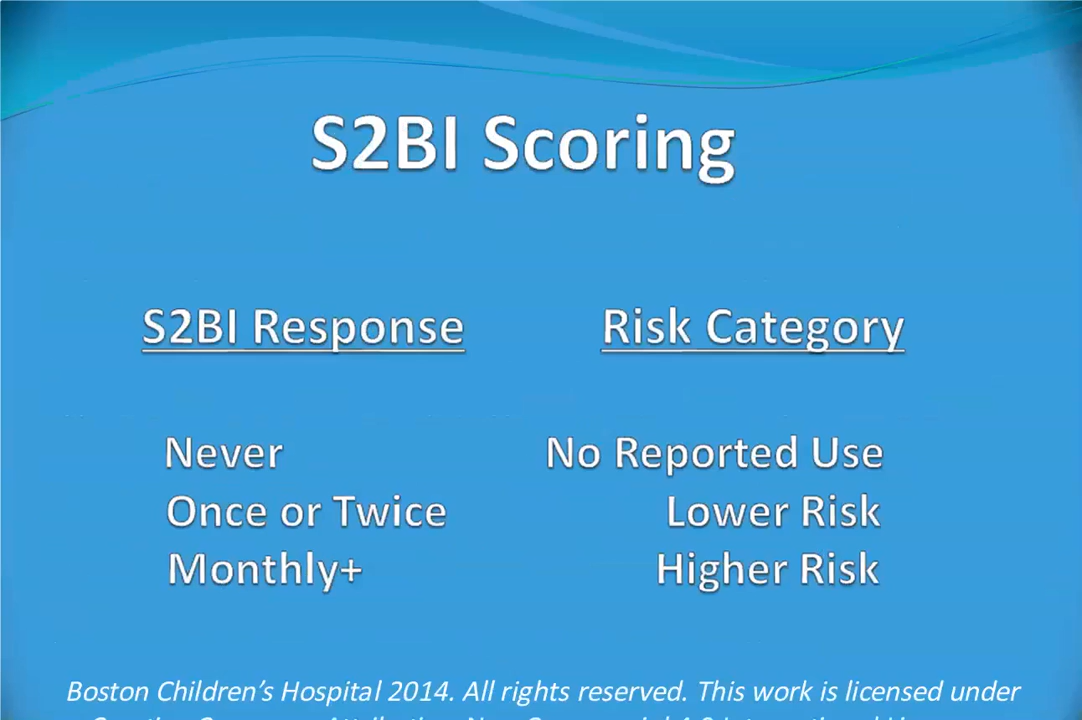 S2BI Scoring
S2BI Response Risk Category
Never No Reported Use
Once or Twice Lower Risk
Monthly+ Higher Risk
Boston Children's Hospital 2014. All rights reserved. This work is licensed under